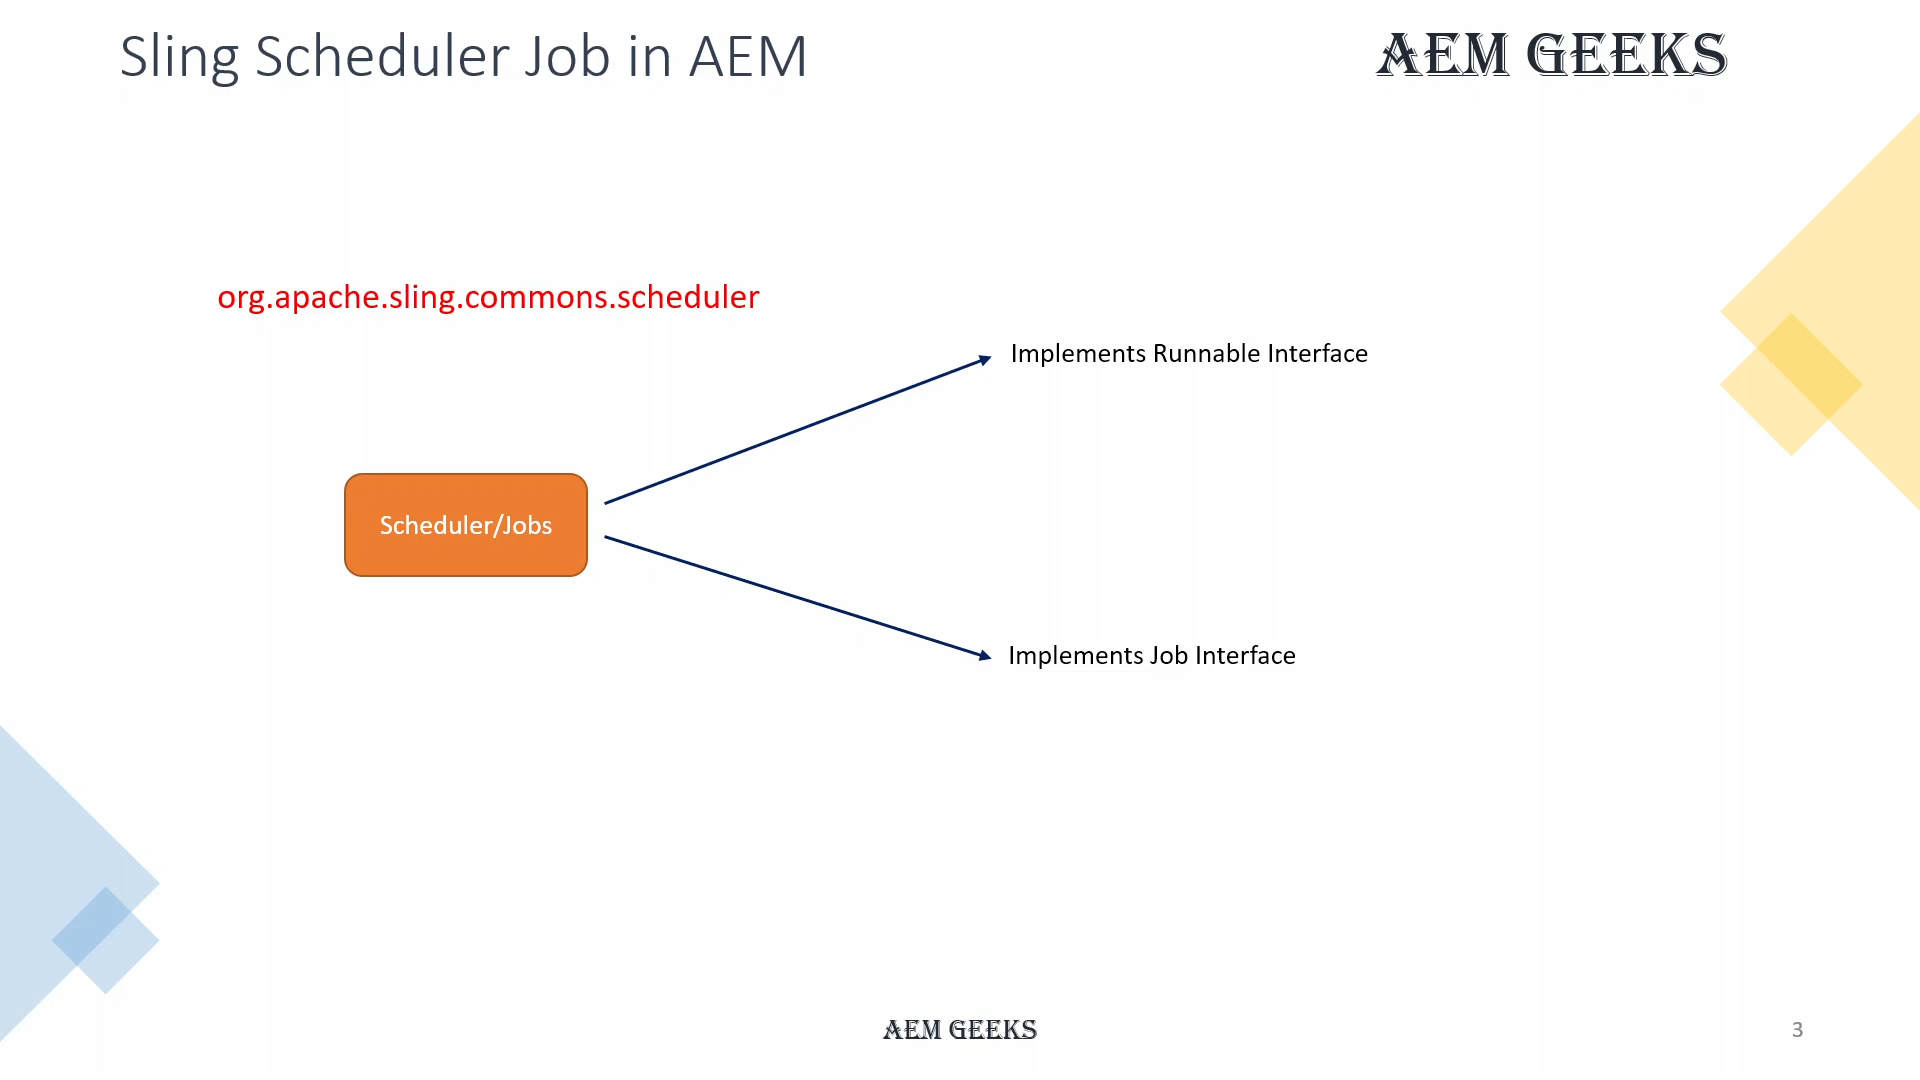 Sling Scheduler Job in AEM
AEM GEEKS
org.apache.sling.commons.scheduler
Implements Runnable Interface
Scheduler/Jobs
Implements Job Interface
AEM GEEKS
3